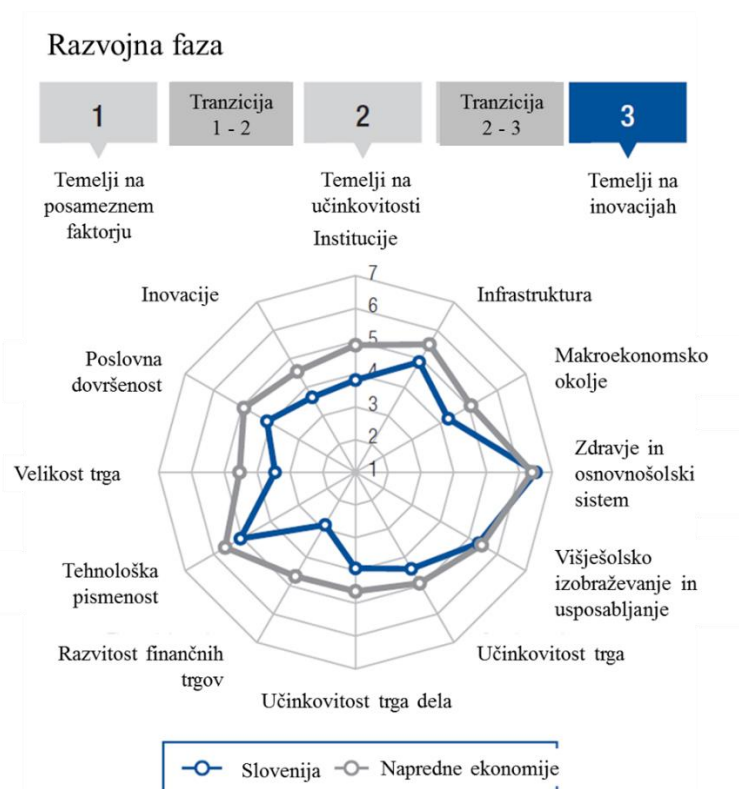 Razvojna faza
1
Tranzicija
1 - 2
2
Tranzicija
2 - 3
3
Temelji na
posameznem
faktorju
Temelji na
učinkovitosti
Temelji na
inovacijah
Institucije
7
6
5
4
3
2
1
Inovacije
Infrastruktura
Poslovna
dovršenost
Makroekonomsko
okolje
Velikost trga
Zdravje in
osnovnošolski
sistem
Tehnološka
pismenost
Višješolsko
izobraževanje in
usposabljanje
Razvitost finančnih
trgov
Učinkovitost trga
Učinkovitost trga dela
Slovenija
Napredne ekonomije